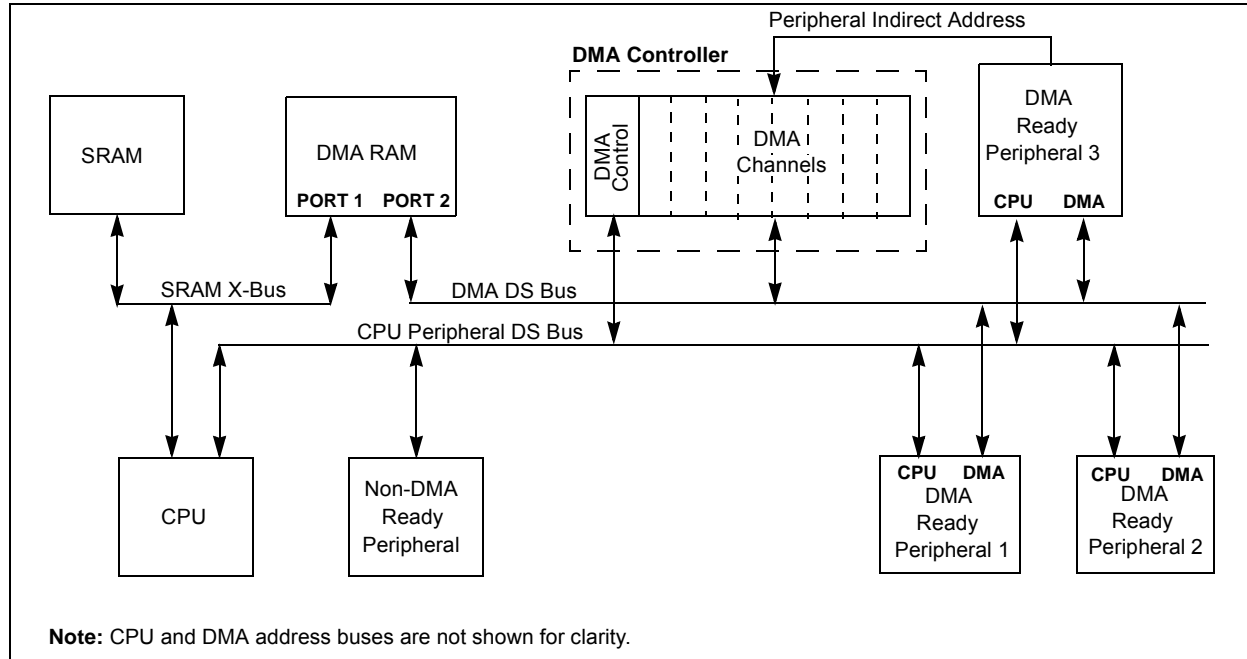 Peripheral Indirect Address
DMA Controller
SRAM
DMA RAM
PORT 1 PORT 2
DMA
Control
DMA
Channels
DMA
Ready
Peripheral 3
CPU DMA
SRAM X-Bus
DMA DS Bus
CPU Peripheral DS Bus
CPU
Non-DMA
Ready
Peripheral
CPU DMA
DMA
Ready
Peripheral 1
CPU DMA
DMA
Ready
Peripheral 2
Note: CPU and DMA address buses are not shown for clarity.